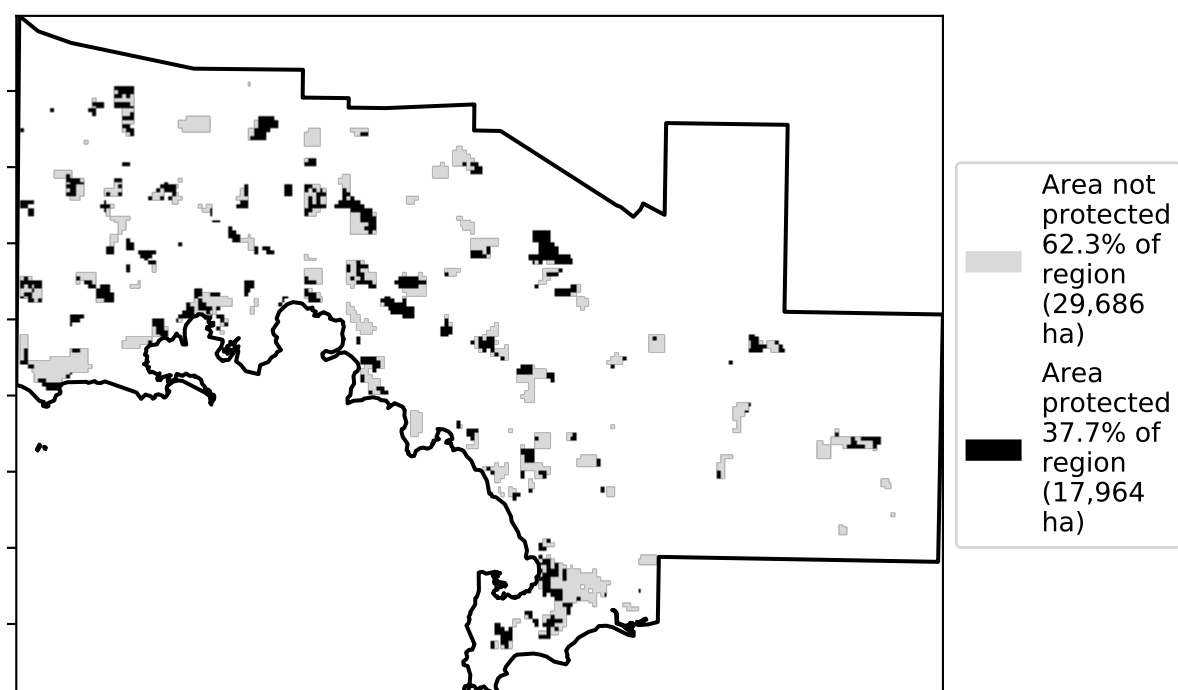 Area not
protected
62.3% of
region
(29,686
ha)
Area
protected
37.7% of
region
(17,964
ha)